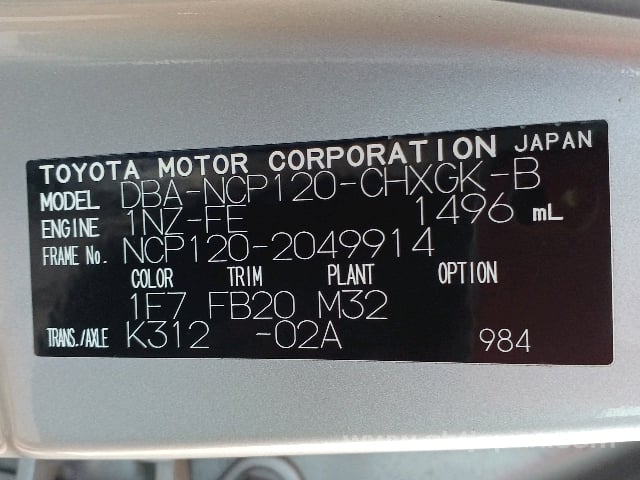 TOYOTA MOTOR CORPORATION JAPAN
MODEL DBA-NCP120-CHXGK-B
ENGINE 1NZ-FE 1496 mL
FRAME No. NCP120-2049914
COLOR TRIM PLANT OPTION
1F7 FB20 M32
TRANS./AXLE K312 -02A 984